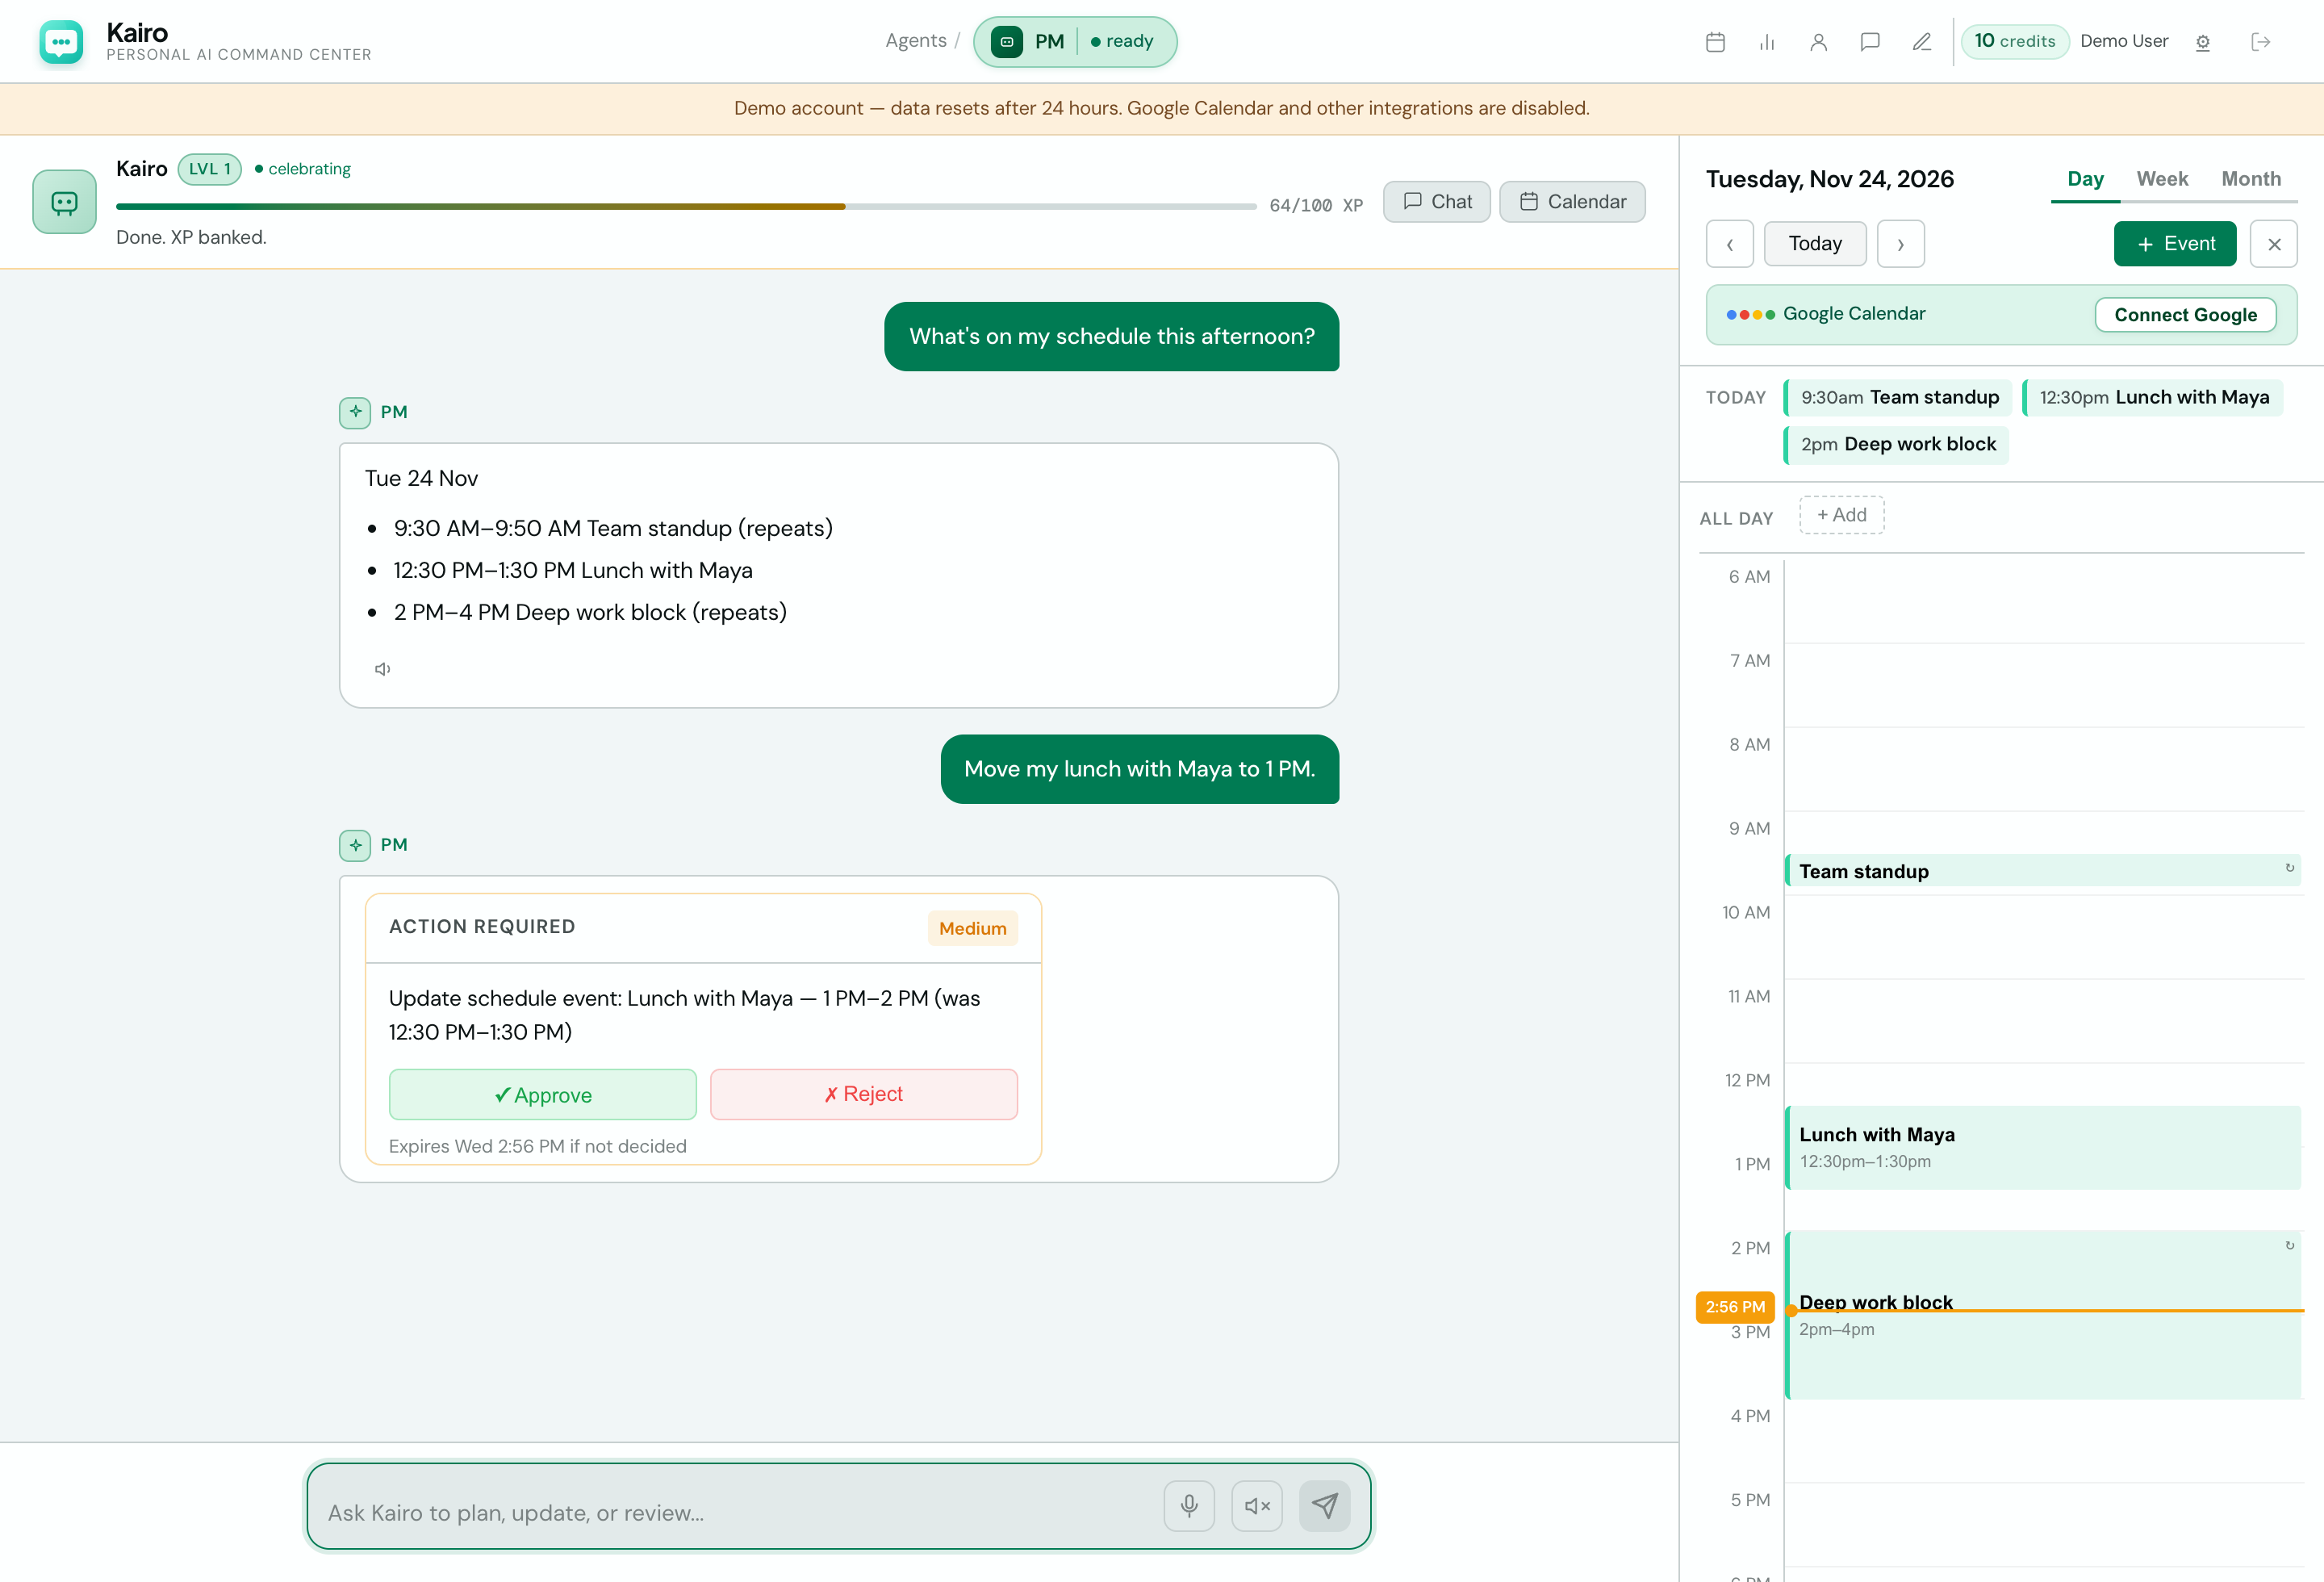 Kairo
PERSONAL AI COMMAND CENTER
Agents /
PM
ready
10 credits
Demo User
Demo account — data resets after 24 hours. Google Calendar and other integrations are disabled.
Kairo
LVL 1
celebrating
64/100 XP
Done. XP banked.
Chat
Calendar
What's on my schedule this afternoon?
PM
Tue 24 Nov
• 9:30 AM–9:50 AM Team standup (repeats)
• 12:30 PM–1:30 PM Lunch with Maya
• 2 PM–4 PM Deep work block (repeats)
Move my lunch with Maya to 1 PM.
PM
ACTION REQUIRED
Medium
Update schedule event: Lunch with Maya — 1 PM–2 PM (was
12:30 PM–1:30 PM)
✓ Approve
✗ Reject
Expires Wed 2:56 PM if not decided
Ask Kairo to plan, update, or review...
Tuesday, Nov 24, 2026
Day
Week
Month
‹
Today
›
+ Event
×
Google Calendar
Connect Google
TODAY
9:30am Team standup
12:30pm Lunch with Maya
2pm Deep work block
ALL DAY
+ Add
6 AM
7 AM
8 AM
9 AM
Team standup
10 AM
11 AM
12 PM
Lunch with Maya
12:30pm–1:30pm
1 PM
2 PM
Deep work block
2:56 PM
2pm–4pm
3 PM
4 PM
5 PM